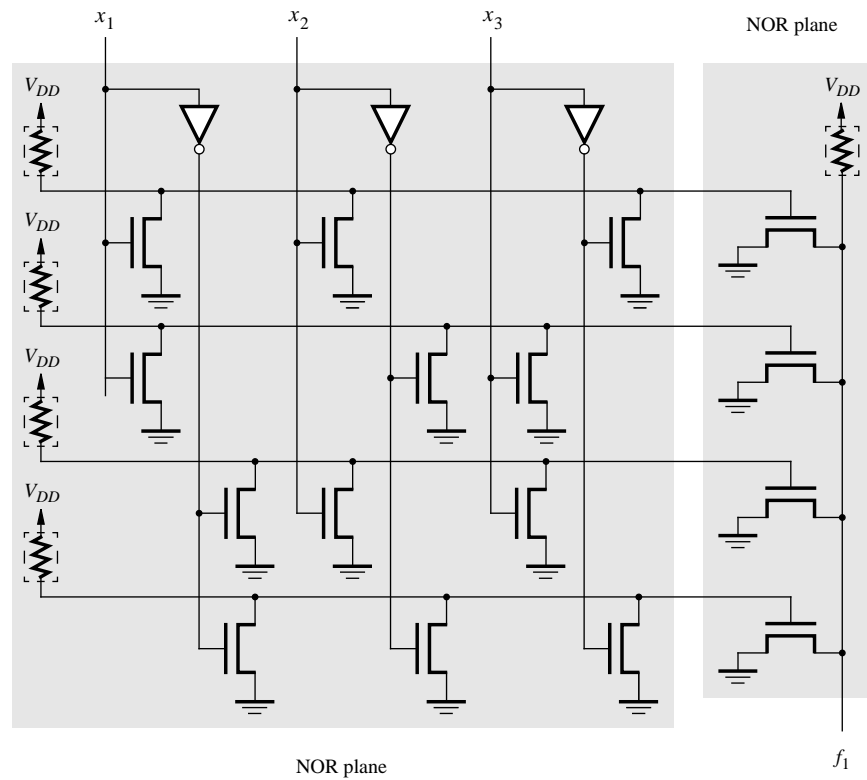 x1 x2 x3
NOR plane
VDD VDD
VDD
VDD
VDD
NOR plane
f1